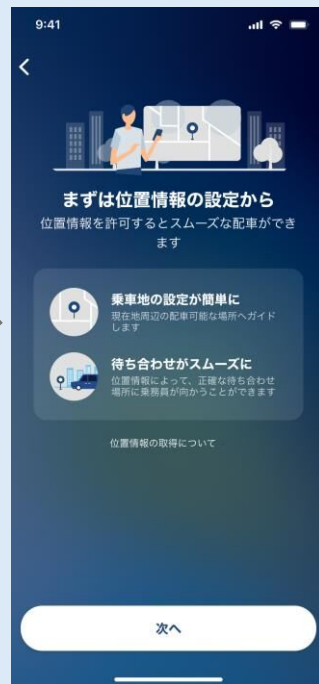 9:41
まずは位置情報の設定から
位置情報を許可するとスムーズな配車ができ
ます
乗車地の設定が簡単に
現在地周辺の配車可能な場所へガイド
します
待ち合わせがスムーズに
位置情報によって、正確な待ち合わせ
場所に乗務員が向かうことができます
位置情報の取得について
次へ